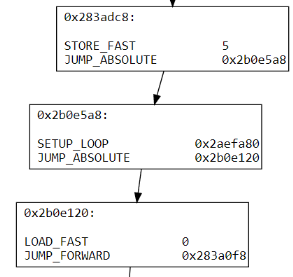 0x283adc8:
STORE_FAST 5
JUMP_ABSOLUTE 0x2b0e5a8
0x2b0e5a8:
SETUP_LOOP 0x2aefa80
JUMP_ABSOLUTE 0x2b0e120
0x2b0e120:
LOAD_FAST 0
JUMP_FORWARD 0x283a0f8